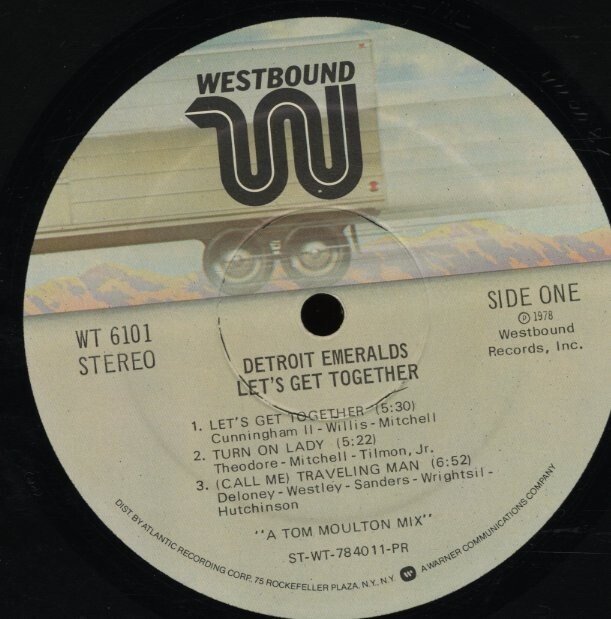 WESTBOUND
W
WT 6101
STEREO
SIDE ONE
℗ 1978
Westbound
Records, Inc.
DETROIT EMERALDS
LET'S GET TOGETHER
1. LET'S GET TOGETHER (5:30)
Cunningham II - Willis - Mitchell
2. TURN ON LADY (5:22)
Theodore - Mitchell - Tilmon, Jr.
3. (CALL ME) TRAVELING MAN (6:52)
Deloney - Westley - Sanders - Wrightsil -
Hutchinson
"A TOM MOULTON MIX"
ST-WT-784011-PR
DIST. BY ATLANTIC RECORDING CORP. 75 ROCKEFELLER PLAZA, N.Y., N.Y. W A WARNER COMMUNICATIONS COMPANY